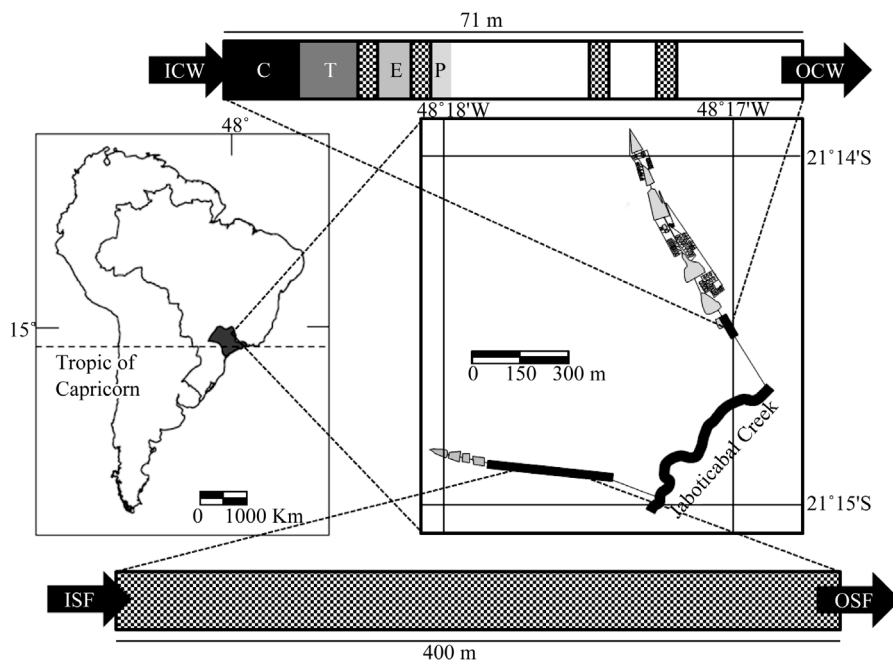 71 m
ICW
C
T
E
P
OCW
48°
48°18'W
48°17'W
21°14'S
15°
Tropic of
Capricorn
0 150 300 m
Jaboticabal Creek
0 1000 Km
21°15'S
ISF
OSF
400 m